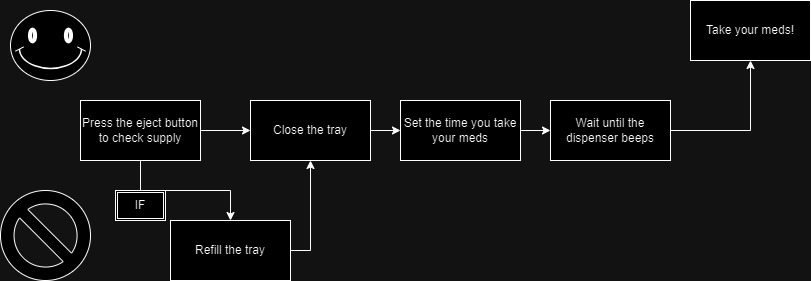 Take your meds!
Press the eject button
to check supply
Close the tray
Set the time you take
your meds
Wait until the
dispenser beeps
IF
Refill the tray